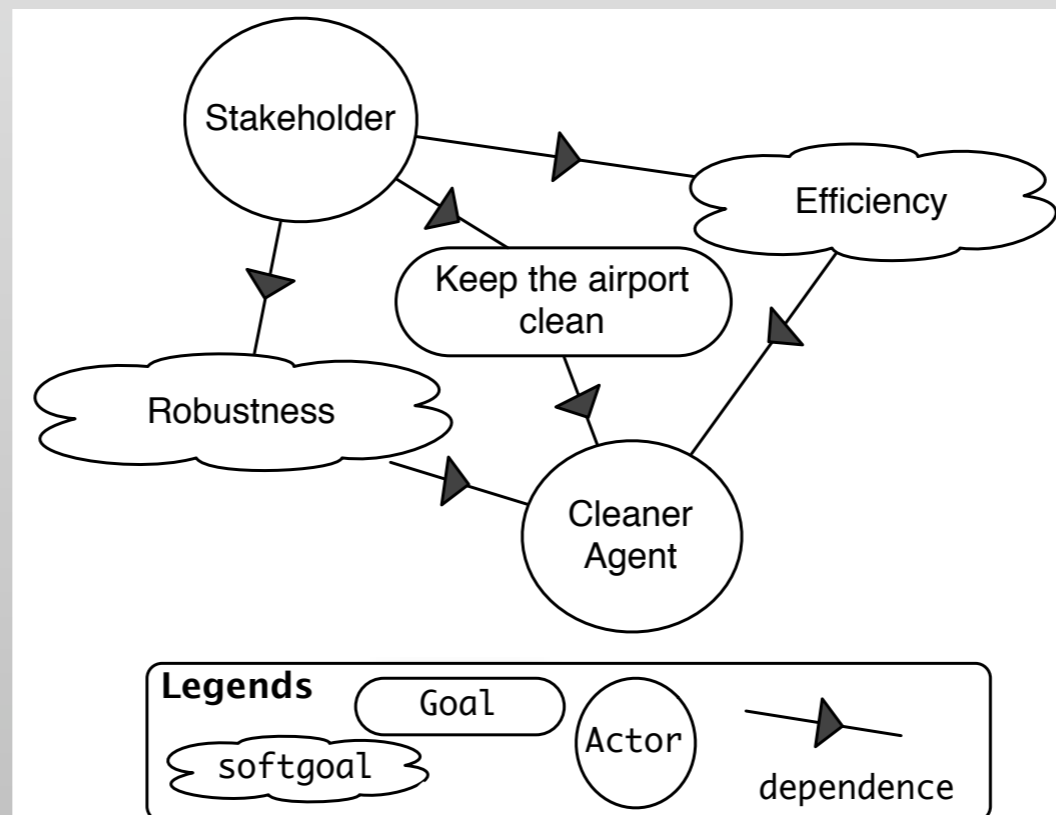 Stakeholder
Efficiency
Keep the airport
clean
Robustness
Cleaner
Agent
Legends
Goal
Actor
softgoal
dependence